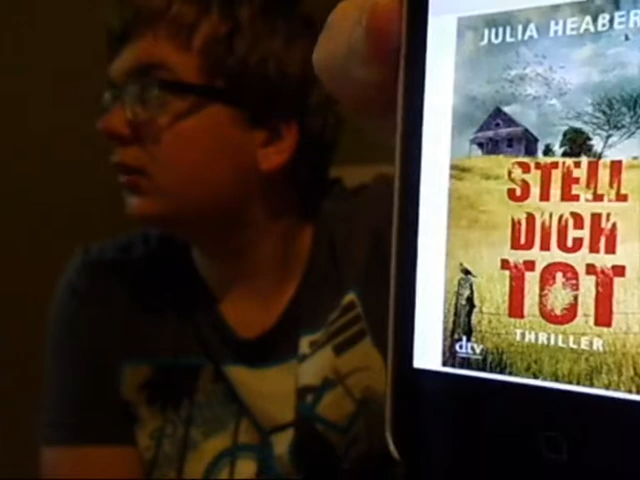 JULIA HEABER
STELL
DICH
TOT
THRILLER
dtv